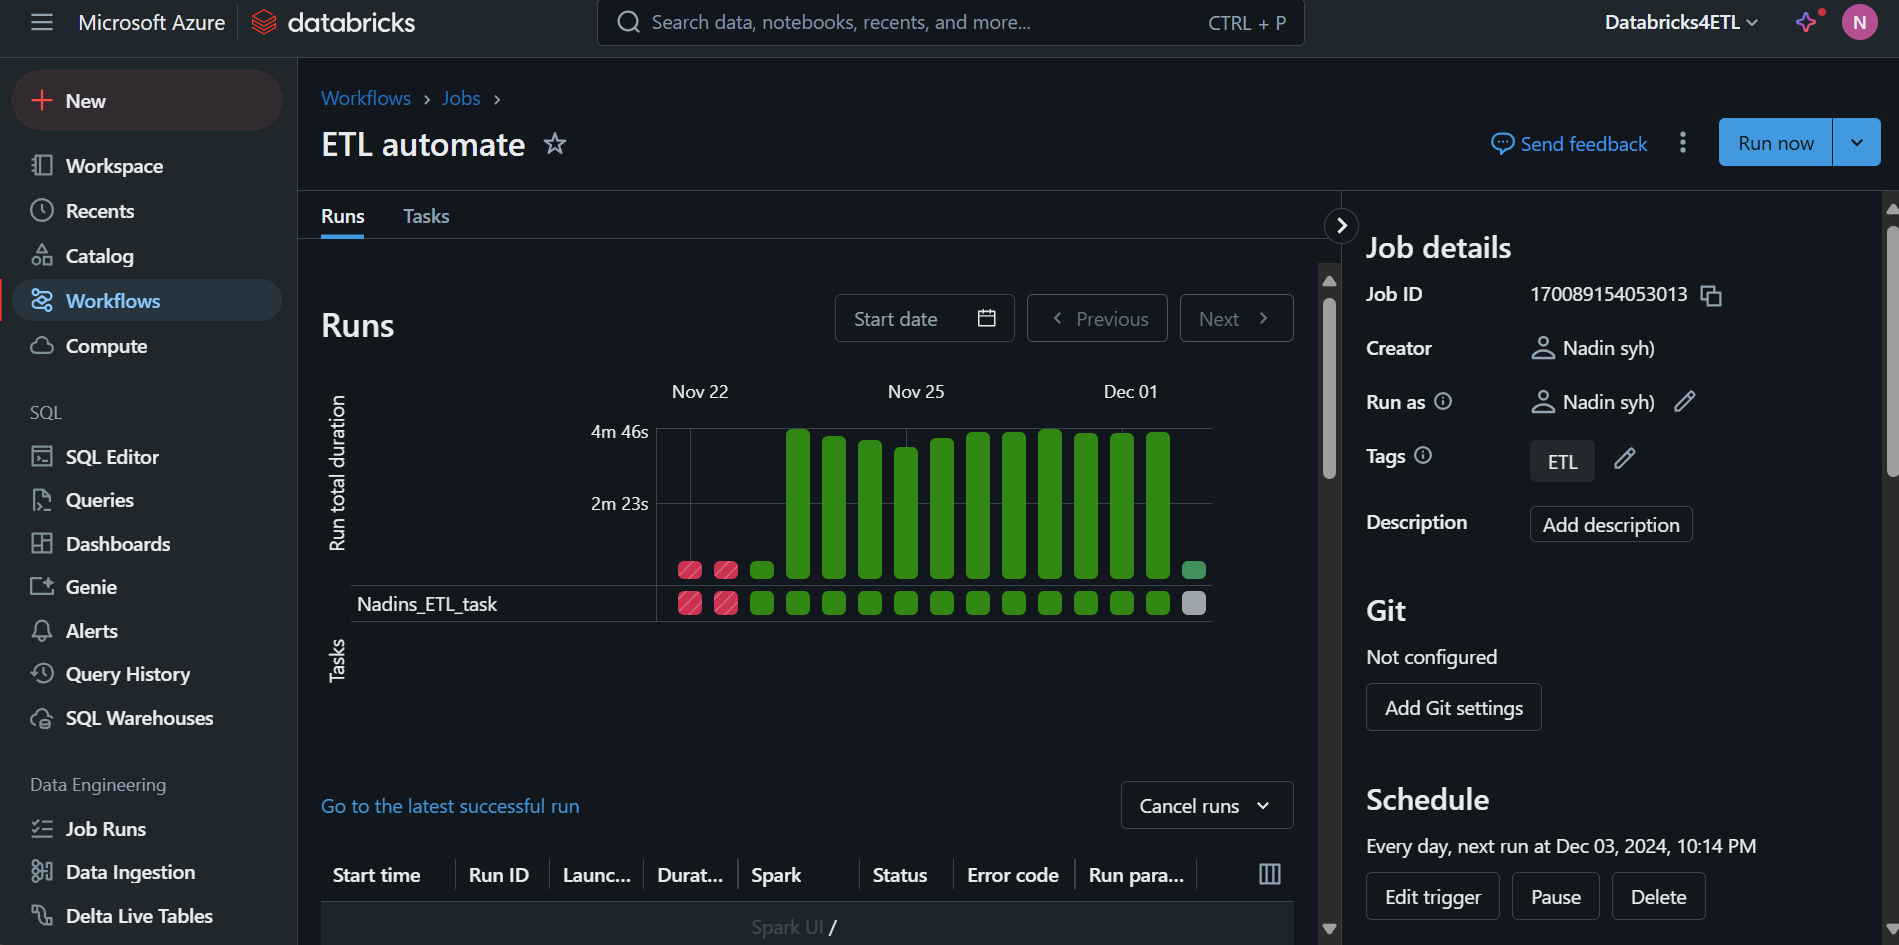 Microsoft Azure databricks
Search data, notebooks, recents, and more... CTRL + P
Databricks4ETL
N
New
Workspace
Recents
Catalog
Workflows
Compute
SQL
SQL Editor
Queries
Dashboards
Genie
Alerts
Query History
SQL Warehouses
Data Engineering
Job Runs
Data Ingestion
Delta Live Tables
Workflows › Jobs ›
ETL automate
Send feedback
Run now
Runs Tasks
Runs
Start date
Previous
Next
Nov 22 Nov 25 Dec 01
Run total duration
4m 46s
2m 23s
Nadins_ETL_task
Tasks
Go to the latest successful run
Cancel runs
Start time Run ID Launc... Durat... Spark Status Error code Run para...
Spark UI /
Job details
Job ID 170089154053013
Creator Nadin syh)
Run as Nadin syh)
Tags ETL
Description Add description
Git
Not configured
Add Git settings
Schedule
Every day, next run at Dec 03, 2024, 10:14 PM
Edit trigger Pause Delete